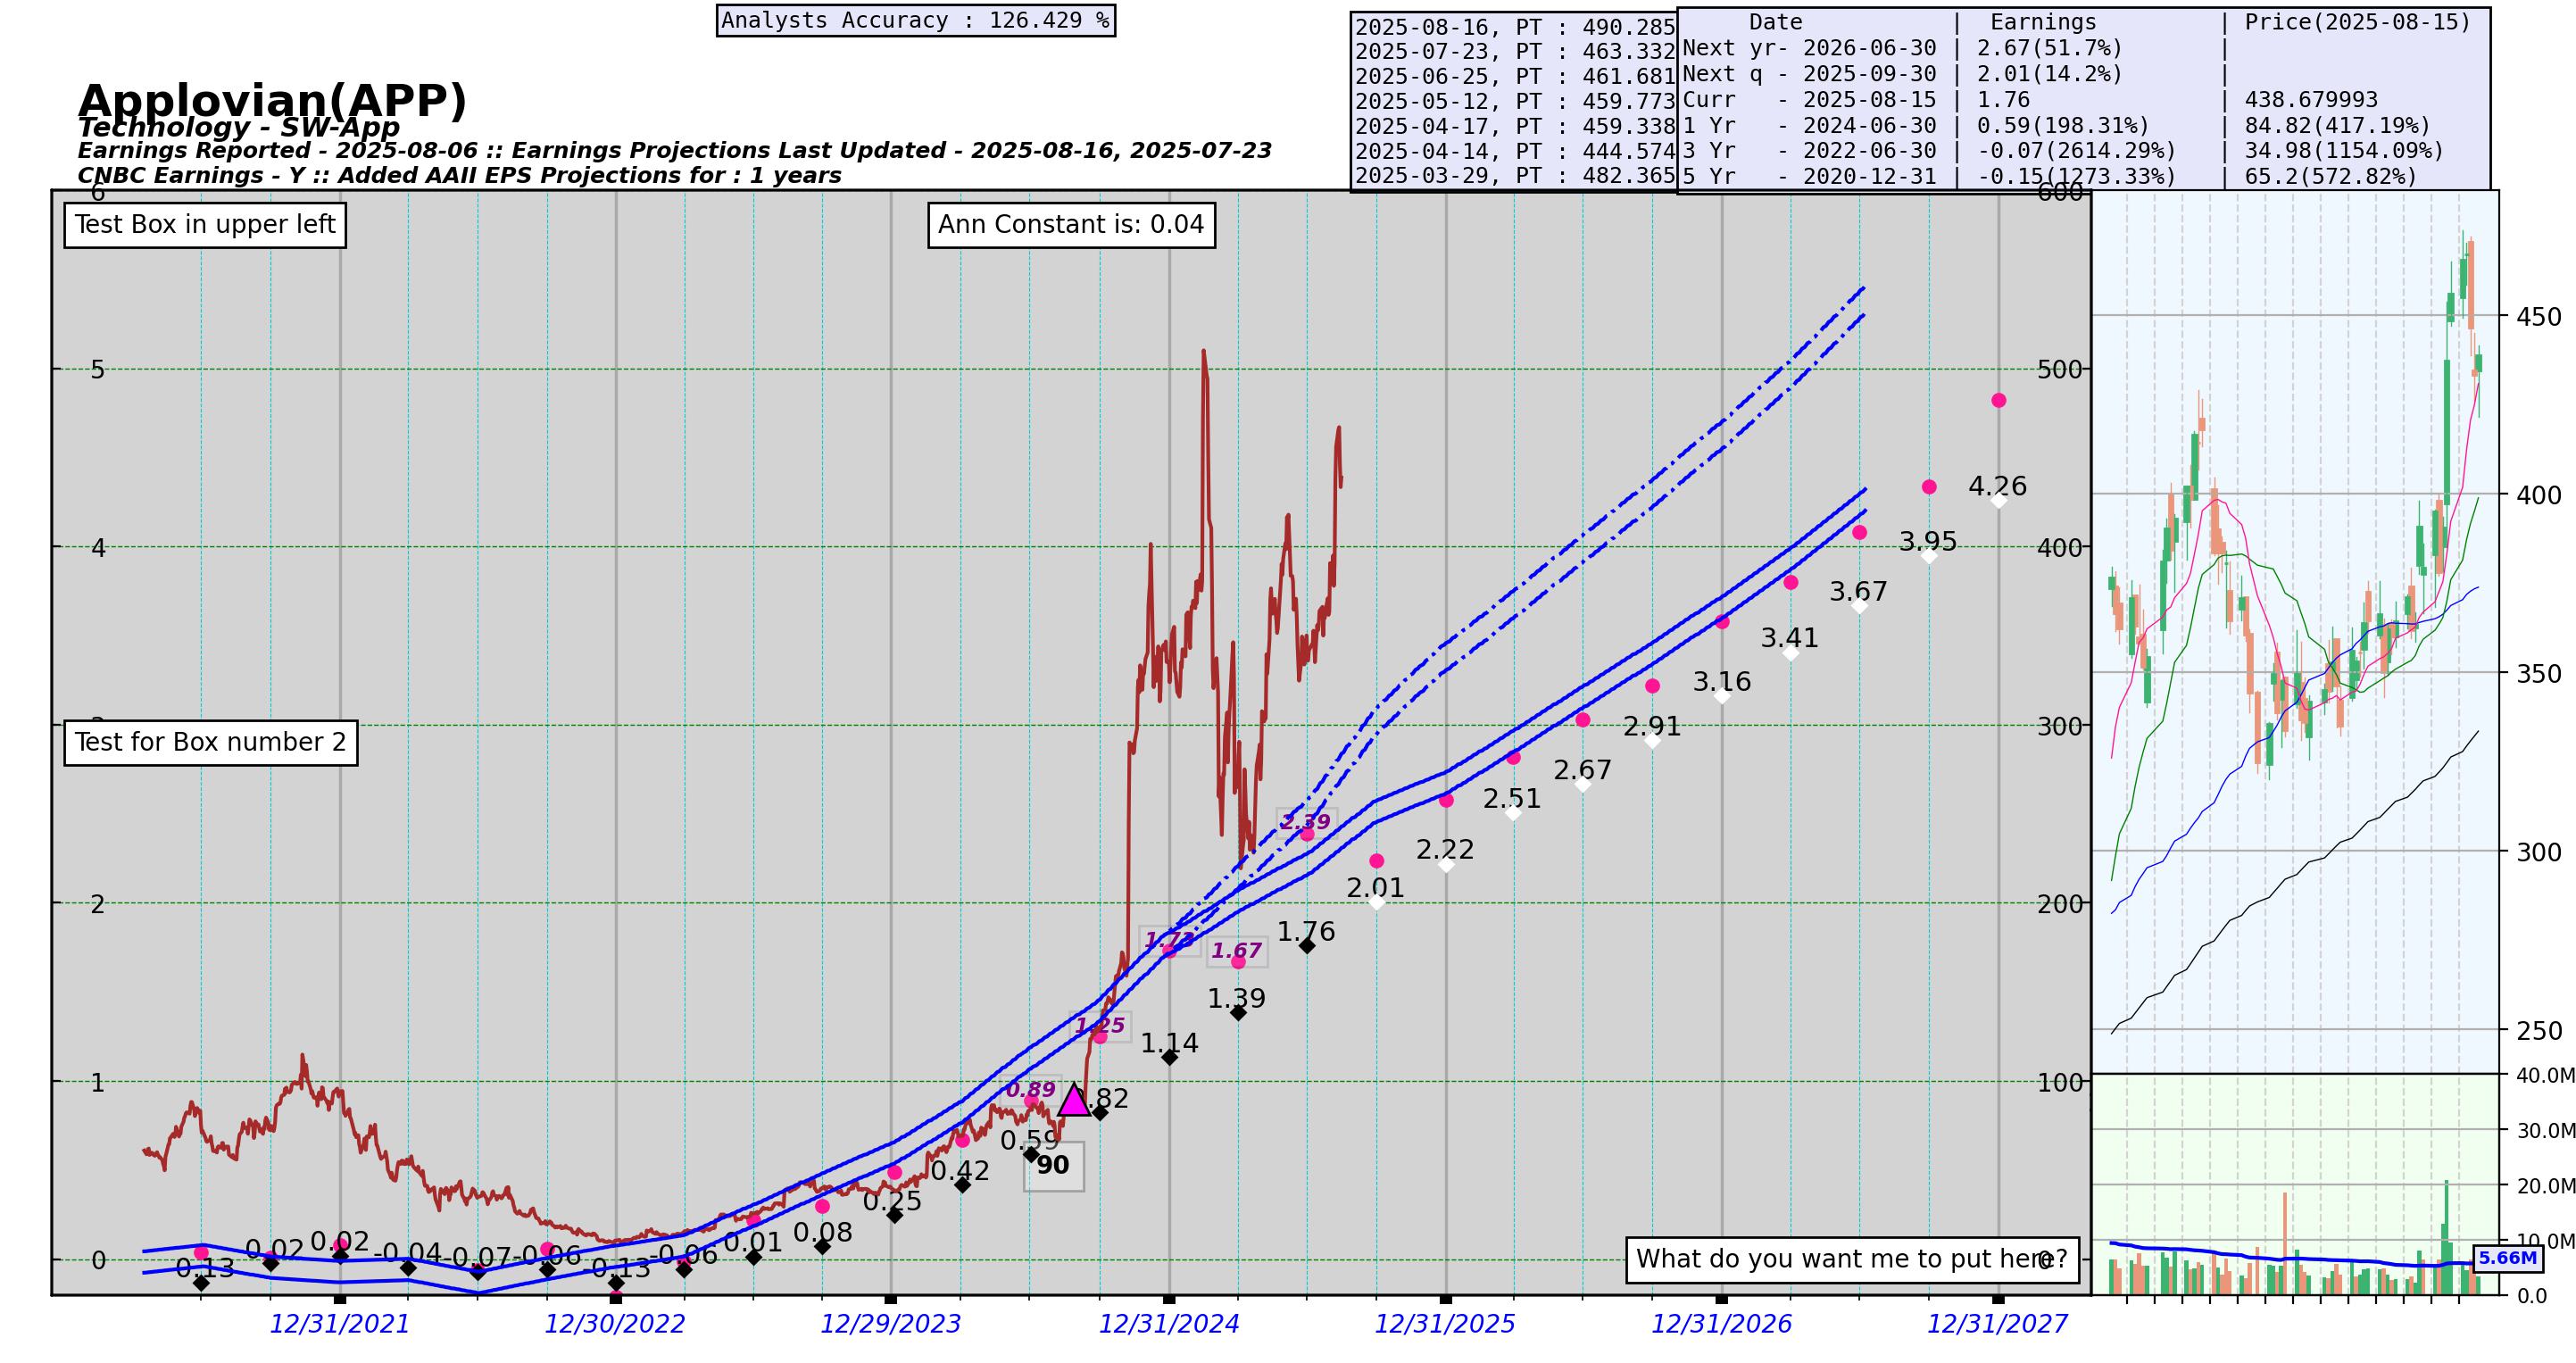 Analysts Accuracy : 126.429 %
2025-08-16, PT : 490.285
2025-07-23, PT : 463.332
2025-06-25, PT : 461.681
2025-05-12, PT : 459.773
2025-04-17, PT : 459.338
2025-04-14, PT : 444.574
2025-03-29, PT : 482.365
Date | Earnings | Price(2025-08-15)
Next yr- 2026-06-30 | 2.67(51.7%) |
Next q - 2025-09-30 | 2.01(14.2%) |
Curr - 2025-08-15 | 1.76 | 438.679993
1 Yr - 2024-06-30 | 0.59(198.31%) | 84.82(417.19%)
3 Yr - 2022-06-30 | -0.07(2614.29%) | 34.98(1154.09%)
5 Yr - 2020-12-31 | -0.15(1273.33%) | 65.2(572.82%)
Applovian(APP)
Technology - SW-App
Earnings Reported - 2025-08-06 :: Earnings Projections Last Updated - 2025-08-16, 2025-07-23
CNBC Earnings - Y :: Added AAII EPS Projections for : 1 years
Test Box in upper left
Ann Constant is: 0.04
Test for Box number 2
What do you want me to put here?
6
5
4
3
2
1
0
600
500
400
300
200
100
0
0.13
0.02
0.02
-0.04
-0.07
-0.06
-0.13
-0.06
0.01
0.08
0.25
0.42
0.59
0.82
1.14
1.39
1.76
2.01
2.22
2.51
2.67
2.91
3.16
3.41
3.67
3.95
4.26
0.89
1.25
1.73
1.67
2.39
90
450
400
350
300
250
40.0M
30.0M
20.0M
10.0M
5.66M
0.0
12/31/2021
12/30/2022
12/29/2023
12/31/2024
12/31/2025
12/31/2026
12/31/2027